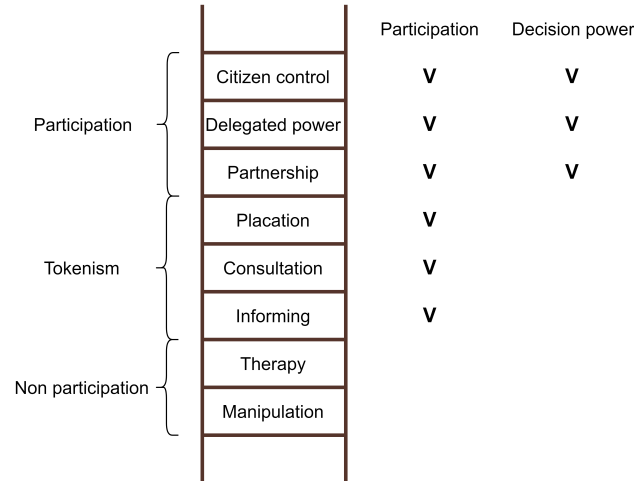 Participation Decision power
Citizen control V V
Participation Delegated power V V
Partnership V V
Placation V
Tokenism Consultation V
Informing V
Therapy
Non participation
Manipulation